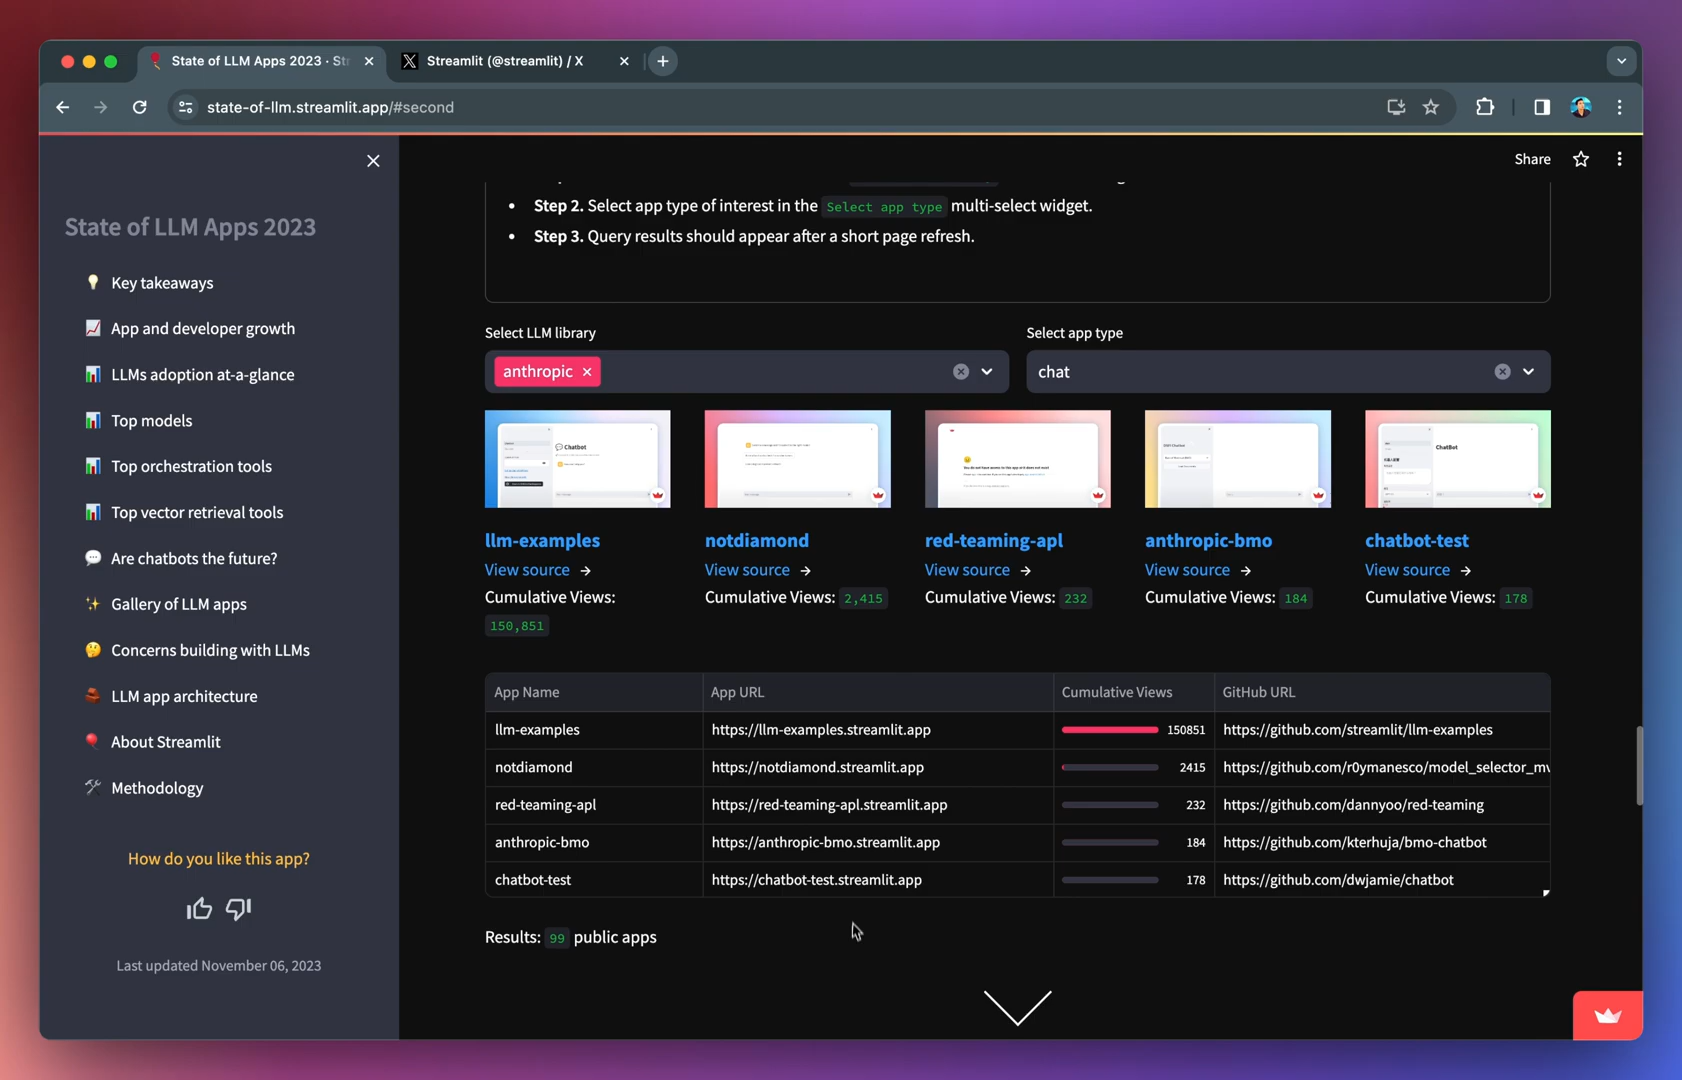 State of LLM Apps 2023 · Str
Streamlit (@streamlit) / X
state-of-llm.streamlit.app/#second
Share
State of LLM Apps 2023
Key takeaways
App and developer growth
LLMs adoption at-a-glance
Top models
Top orchestration tools
Top vector retrieval tools
Are chatbots the future?
Gallery of LLM apps
Concerns building with LLMs
LLM app architecture
About Streamlit
Methodology
How do you like this app?
Last updated November 06, 2023
Step 2. Select app type of interest in the Select app type multi-select widget.
Step 3. Query results should appear after a short page refresh.
Select LLM library
Select app type
anthropic
chat
Chatbot
ChatBot
llm-examples
notdiamond
red-teaming-apl
anthropic-bmo
chatbot-test
View source →
View source →
View source →
View source →
View source →
Cumulative Views:
150,851
Cumulative Views: 2,415
Cumulative Views: 232
Cumulative Views: 184
Cumulative Views: 178
App Name App URL Cumulative Views GitHub URL
llm-examples https://llm-examples.streamlit.app 150851 https://github.com/streamlit/llm-examples
notdiamond https://notdiamond.streamlit.app 2415 https://github.com/r0ymanesco/model_selector_mv
red-teaming-apl https://red-teaming-apl.streamlit.app 232 https://github.com/dannyoo/red-teaming
anthropic-bmo https://anthropic-bmo.streamlit.app 184 https://github.com/kterhuja/bmo-chatbot
chatbot-test https://chatbot-test.streamlit.app 178 https://github.com/dwjamie/chatbot
Results: 99 public apps